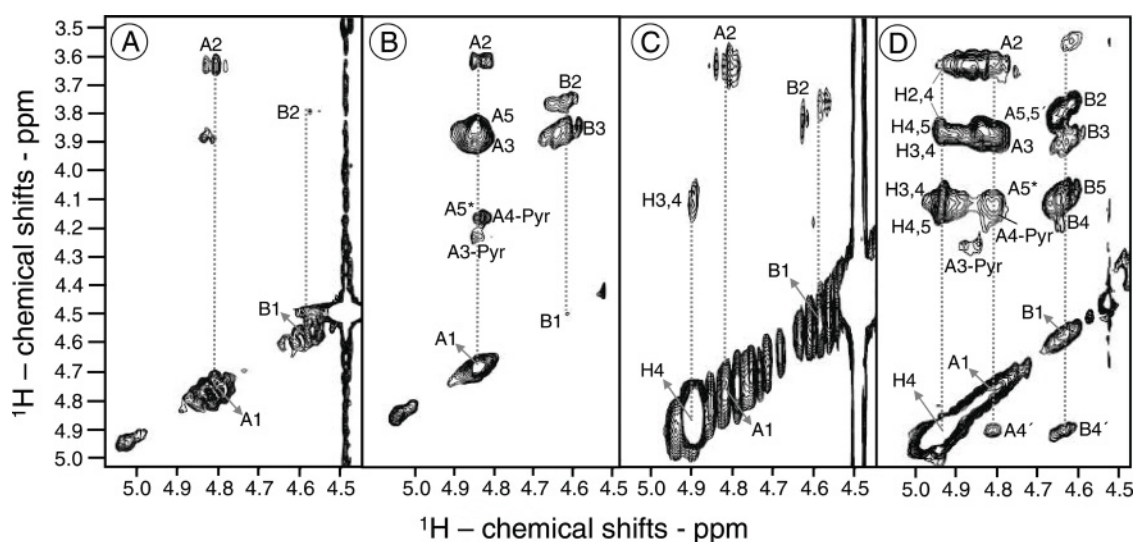 A
B
C
D
¹H – chemical shifts - ppm
3.5
3.6
3.7
3.8
3.9
4.0
4.1
4.2
4.3
4.4
4.5
4.6
4.7
4.8
4.9
5.0
A2
B2
B1
A1
5.0 4.9 4.8 4.7 4.6 4.5
A2
B2
A5
B3
A3
A5*
A4-Pyr
A3-Pyr
B1
A1
5.0 4.9 4.8 4.7 4.6
A2
B2
H3,4
B1
H4
A1
5.0 4.9 4.8 4.7 4.6 4.5
A2
H2,4
A5,5´
B2
H4,5
B3
H3,4
A3
H3,4
A5*
B5
H4,5
B4
A4-Pyr
A3-Pyr
B1
A1
H4
A4´
B4´
5.0 4.9 4.8 4.7 4.6 4.5
¹H – chemical shifts - ppm